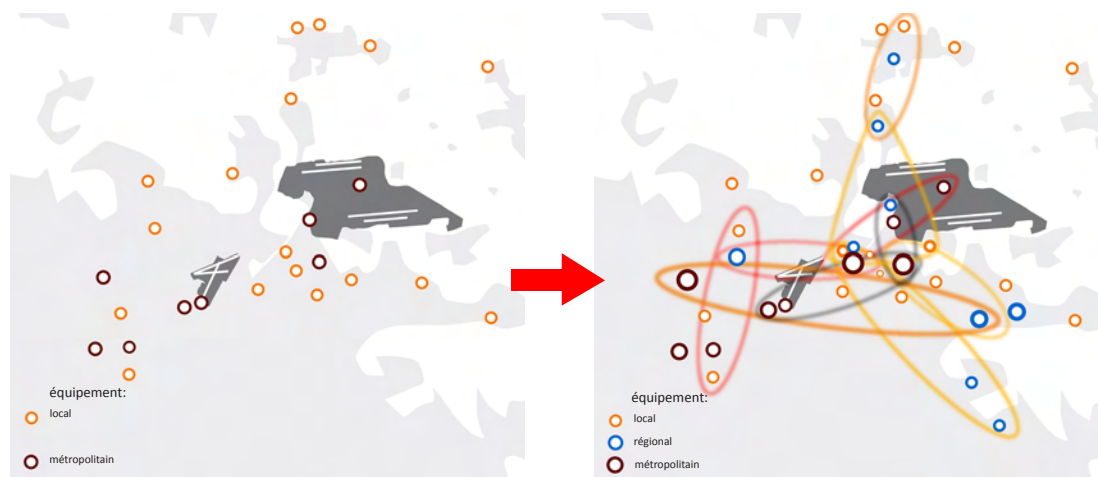 équipement:
local
métropolitain
équipement:
local
régional
métropolitain